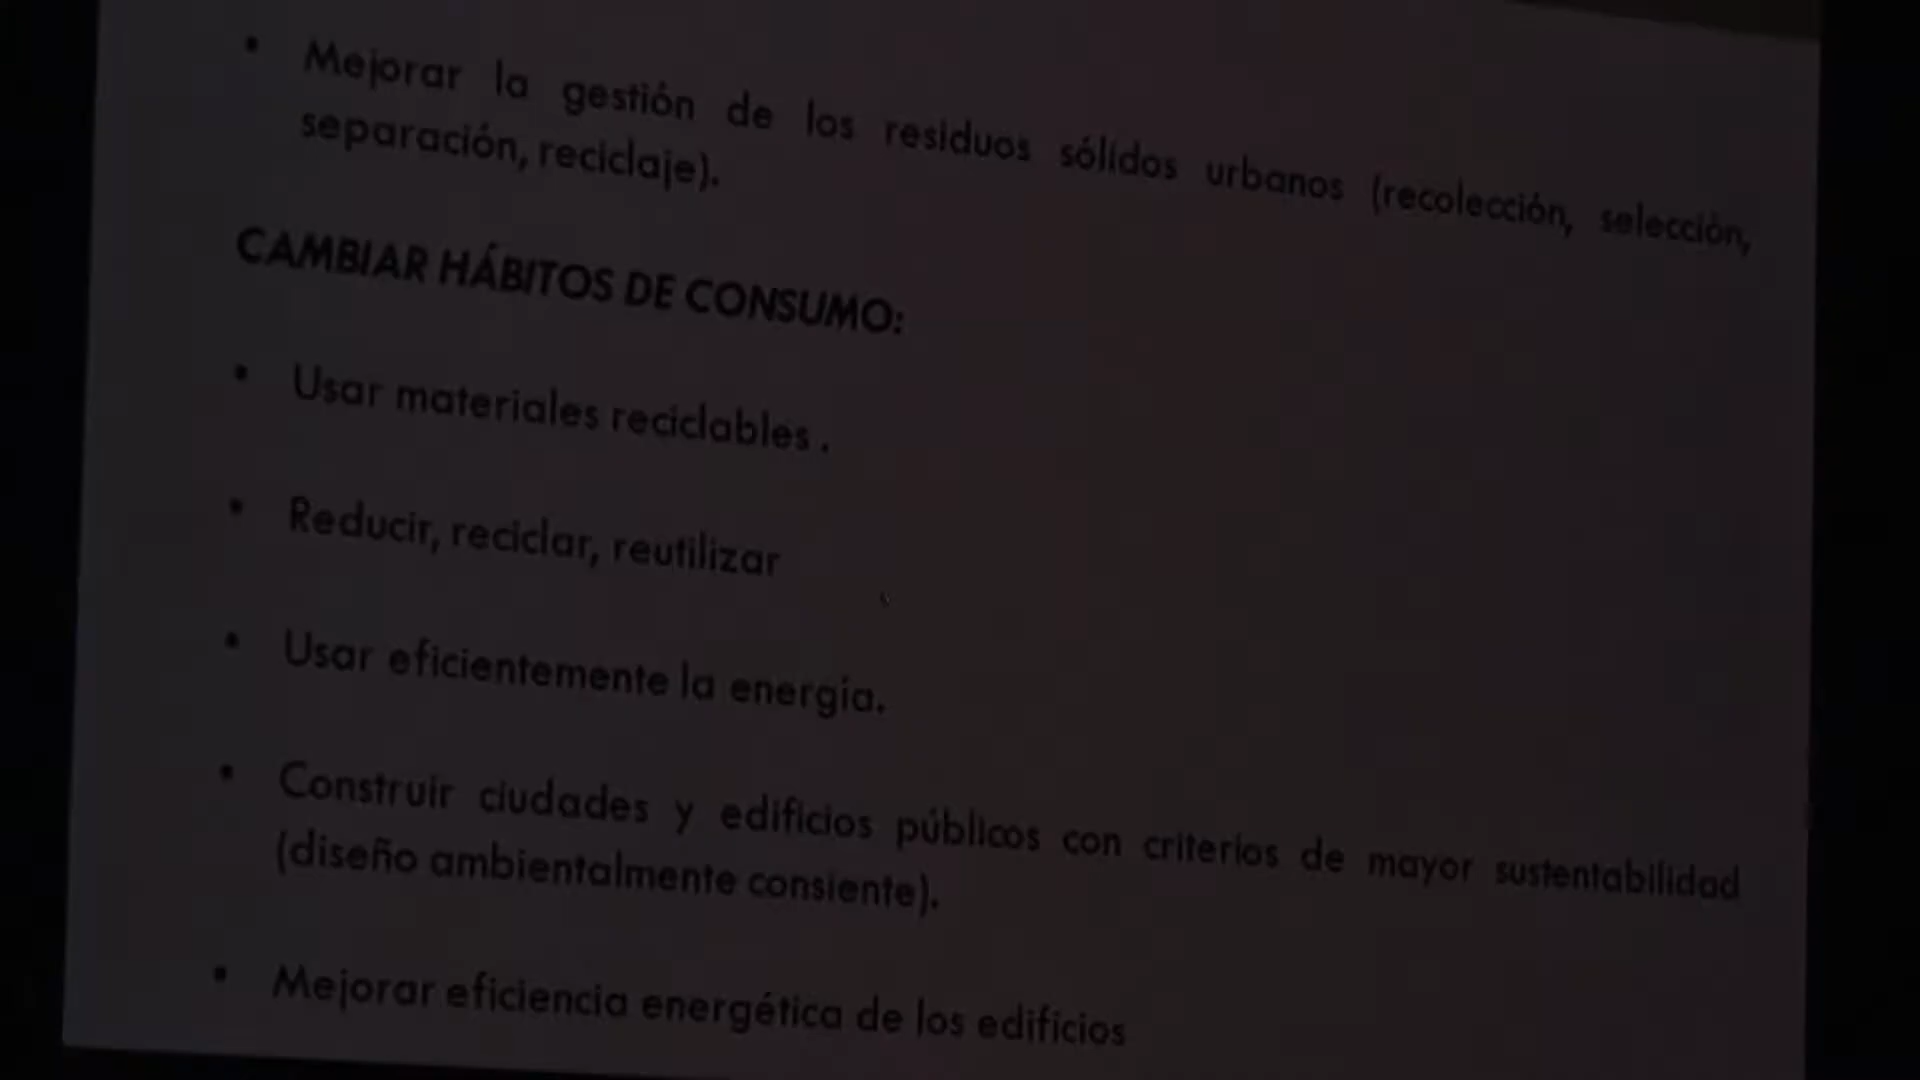 • Mejorar la gestión de los residuos sólidos urbanos (recolección, selección,
separación, reciclaje).
CAMBIAR HÁBITOS DE CONSUMO:
• Usar materiales reciclables .
• Reducir, reciclar, reutilizar
• Usar eficientemente la energía.
• Construir ciudades y edificios públicos con criterios de mayor sustentabilidad
(diseño ambientalmente consiente).
• Mejorar eficiencia energética de los edificios